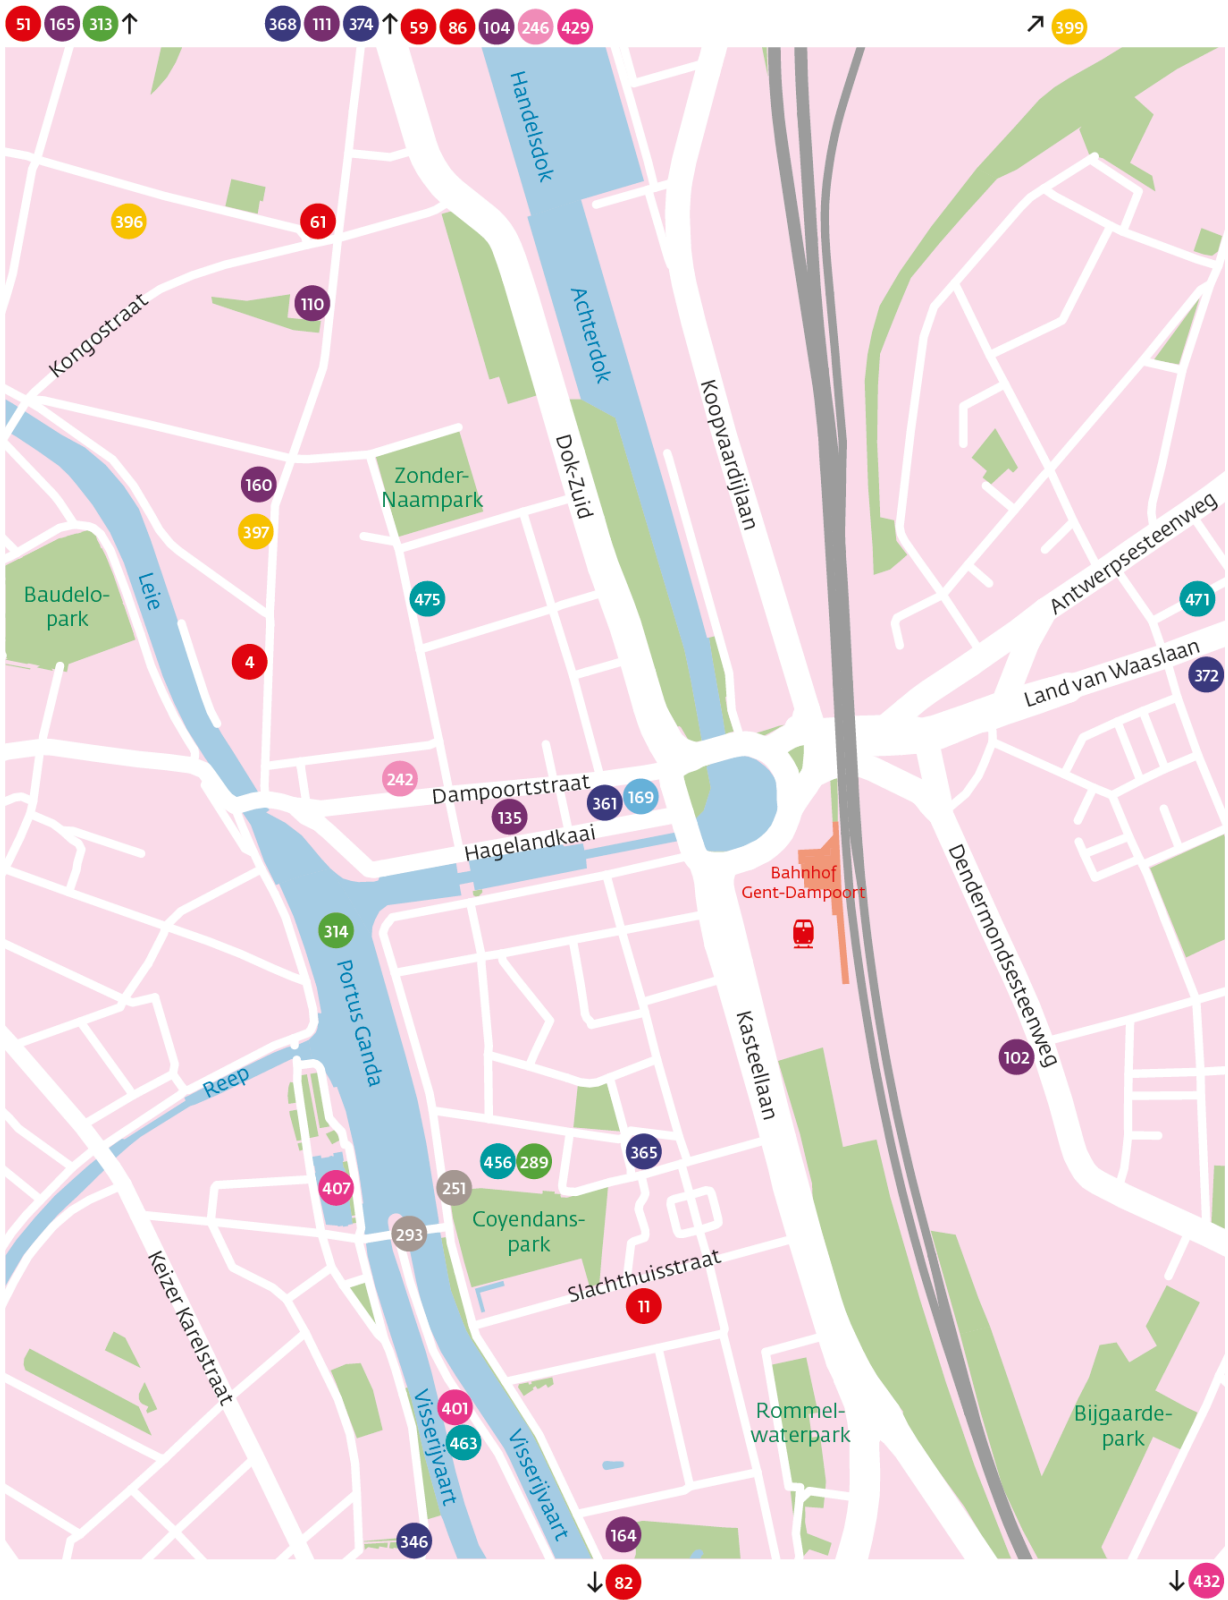 51 165 313 ↑ 368 111 374 ↑ 59 86 104 246 429 ↗ 399
Handelsdok
396
61
110
Kongostraat
Achterdok
Koopvaardijlaan
Dok-Zuid
Zonder-
Naampark
160
397
Antwerpsesteenweg
Baudelo-
park
Leie
475
471
4
Land van Waaslaan
372
242
Dampoortstraat
361
169
135
Hagelandkaai
Bahnhof
Gent-Dampoort
Dendermondsesteenweg
314
Portus Ganda
Kasteellaan
102
Reep
365
456
289
407
251
Coyendans-
park
293
Keizer Karelstraat
Slachthuisstraat
11
Visserijvaart
401
463
Visserijvaart
Rommel-
waterpark
Bijgaarde-
park
346
164
↓ 82
↓ 432